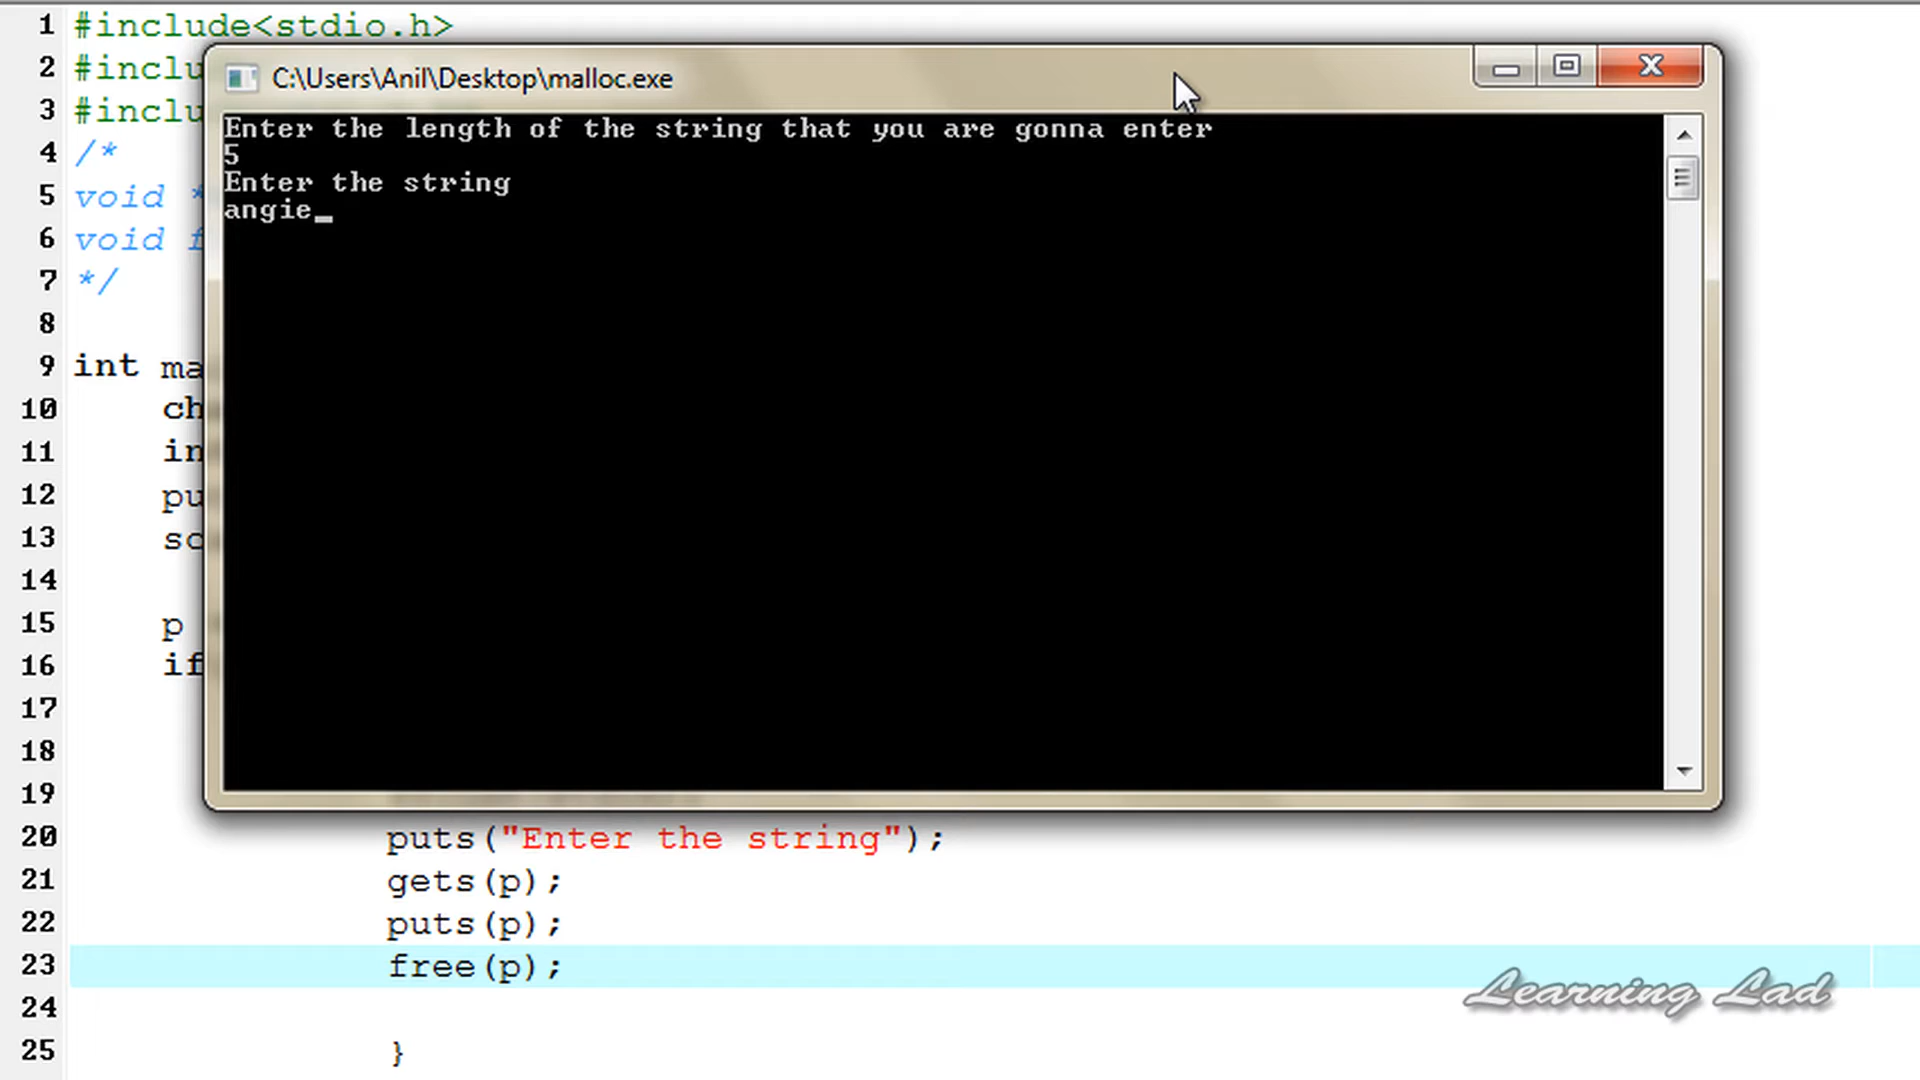 1 #include<stdio.h>
2 #inclu
3 #inclu
C:\Users\Anil\Desktop\malloc.exe
Enter the length of the string that you are gonna enter
5
Enter the string
angie_
4 /*
5 void *
6 void f
7 */
8
9 int ma
10 ch
11 in
12 pu
13 sc
14
15 p
16 if
17
18
19
20 puts("Enter the string");
21 gets(p);
22 puts(p);
23 free(p);
24
25 }
Learning Lad